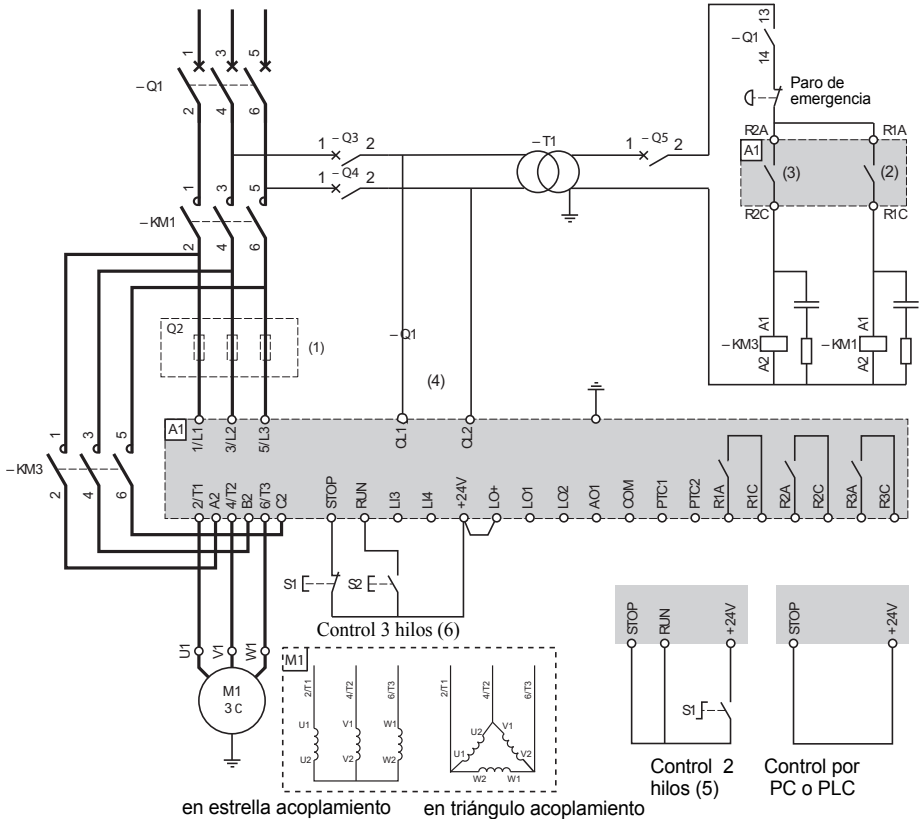 1 3 5
– Q1
2 4 6
1 – Q3 2
1 – Q4 2
– T1
1 – Q5 2
13
– Q1
14
Paro de
emergencia
R2A R1A
A1
(3) (2)
R2C R1C
1 3 5
– KM1
2 4 6
Q2
(1)
– Q1
(4)
A1 A1
– KM3 – KM1
A2 A2
A1
1/L1 3/L2 5/L3 CL1 CL2
1 3 5
– KM3
2 4 6
2/T1 A2 4/T2 B2 6/T3 C2 STOP RUN LI3 LI4 +24V LO+ LO1 LO2 AO1 COM PTC1 PTC2 R1A R1C R2A R2C R3A R3C
S1 S2
Control 3 hilos (6)
U1 V1 W1
M1
3 C
M1
2/T1 4/T2 6/T3 2/T1 4/T2 6/T3
U1 V1 W1
U2 V2 W2
U2 V1
U1 V2
W2 W1
en estrella acoplamiento en triángulo acoplamiento
STOP RUN +24V
S1
Control 2
hilos (5)
STOP +24V
Control por
PC o PLC